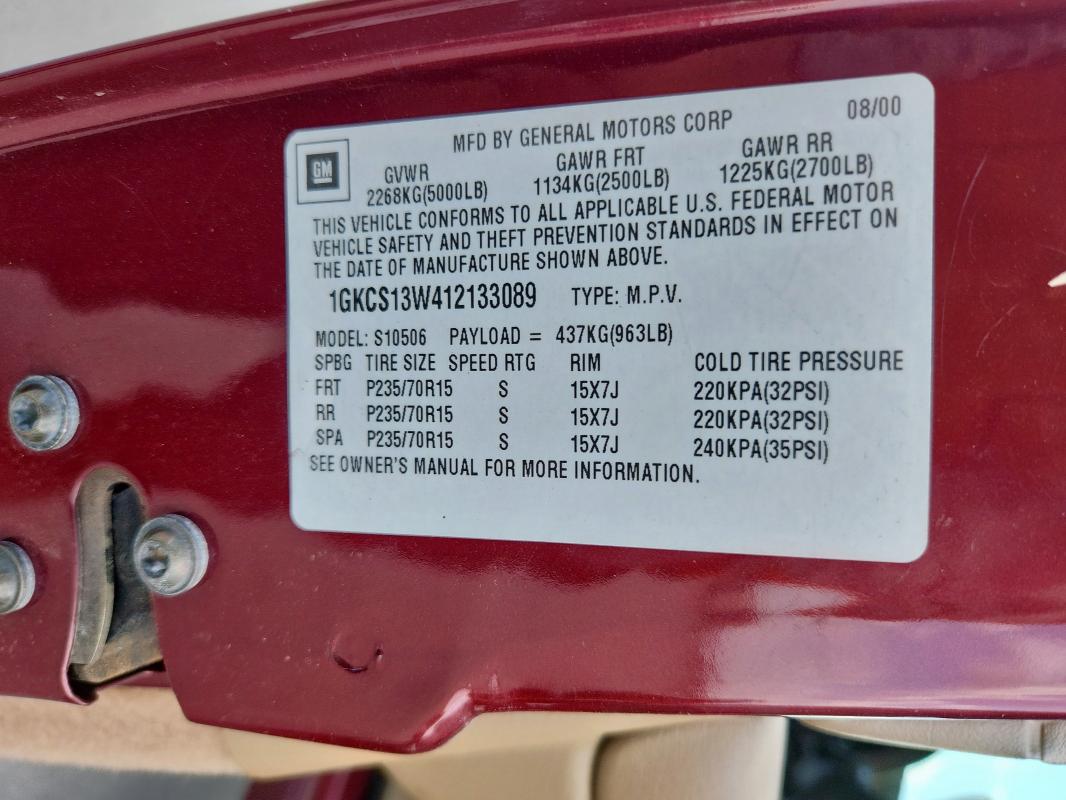 08/00
MFD BY GENERAL MOTORS CORP
GM
GVWR GAWR FRT GAWR RR
2268KG(5000LB) 1134KG(2500LB) 1225KG(2700LB)
THIS VEHICLE CONFORMS TO ALL APPLICABLE U.S. FEDERAL MOTOR
VEHICLE SAFETY AND THEFT PREVENTION STANDARDS IN EFFECT ON
THE DATE OF MANUFACTURE SHOWN ABOVE.
1GKCS13W412133089 TYPE: M.P.V.
MODEL: S10506 PAYLOAD = 437KG(963LB)
SPBG TIRE SIZE SPEED RTG RIM COLD TIRE PRESSURE
FRT P235/70R15 S 15X7J 220KPA(32PSI)
RR P235/70R15 S 15X7J 220KPA(32PSI)
SPA P235/70R15 S 15X7J 240KPA(35PSI)
SEE OWNER'S MANUAL FOR MORE INFORMATION.